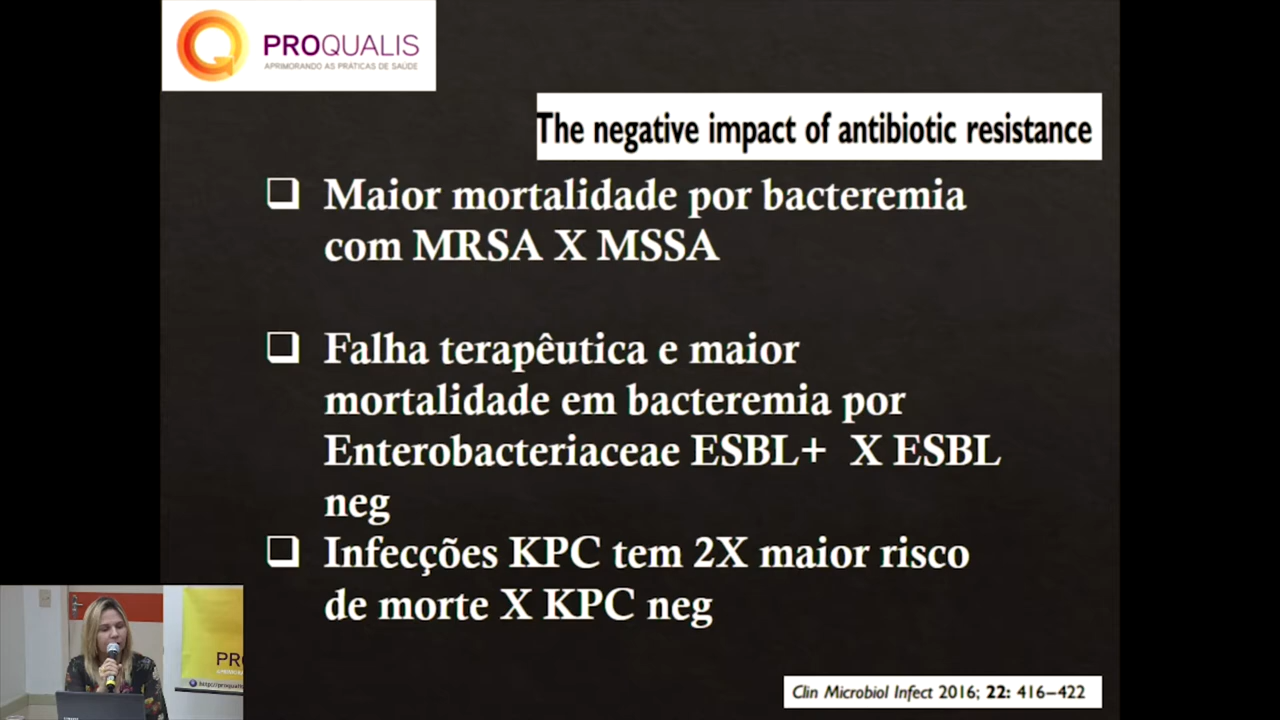 PROQUALIS
APRIMORANDO AS PRÁTICAS DE SAÚDE
The negative impact of antibiotic resistance
❑ Maior mortalidade por bacteremia
com MRSA X MSSA
❑ Falha terapêutica e maior
mortalidade em bacteremia por
Enterobacteriaceae ESBL+ X ESBL
neg
❑ Infecções KPC tem 2X maior risco
de morte X KPC neg
PR
Clin Microbiol Infect 2016; 22: 416–422